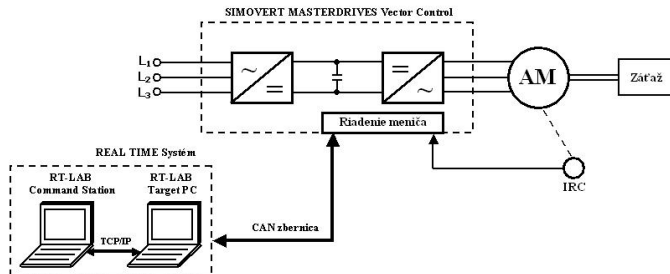 SIMOVERT MASTERDRIVES Vector Control
L1
L2
L3
~
=
=
~
AM
Záťaž
Riadenie meniča
IRC
REAL TIME Systém
RT-LAB
Command Station
RT-LAB
Target PC
TCP/IP
CAN zbernica